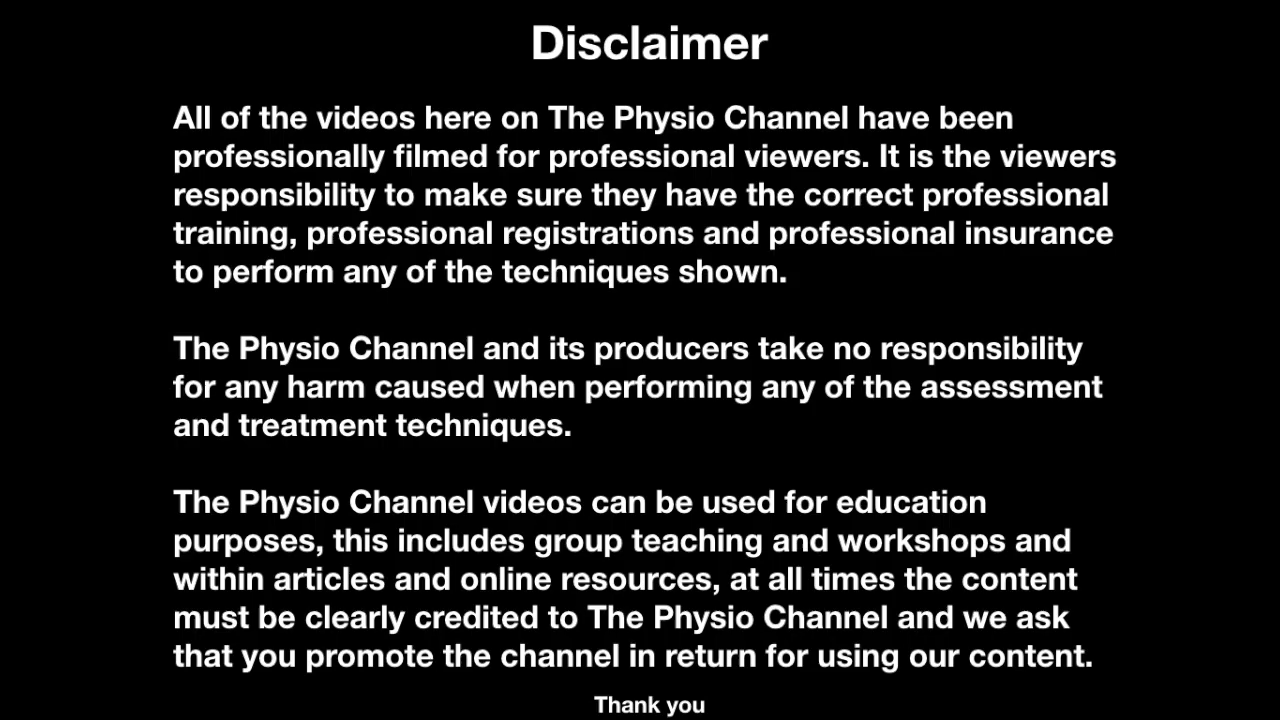 Disclaimer
All of the videos here on The Physio Channel have been
professionally filmed for professional viewers. It is the viewers
responsibility to make sure they have the correct professional
training, professional registrations and professional insurance
to perform any of the techniques shown.
The Physio Channel and its producers take no responsibility
for any harm caused when performing any of the assessment
and treatment techniques.
The Physio Channel videos can be used for education
purposes, this includes group teaching and workshops and
within articles and online resources, at all times the content
must be clearly credited to The Physio Channel and we ask
that you promote the channel in return for using our content.
Thank you